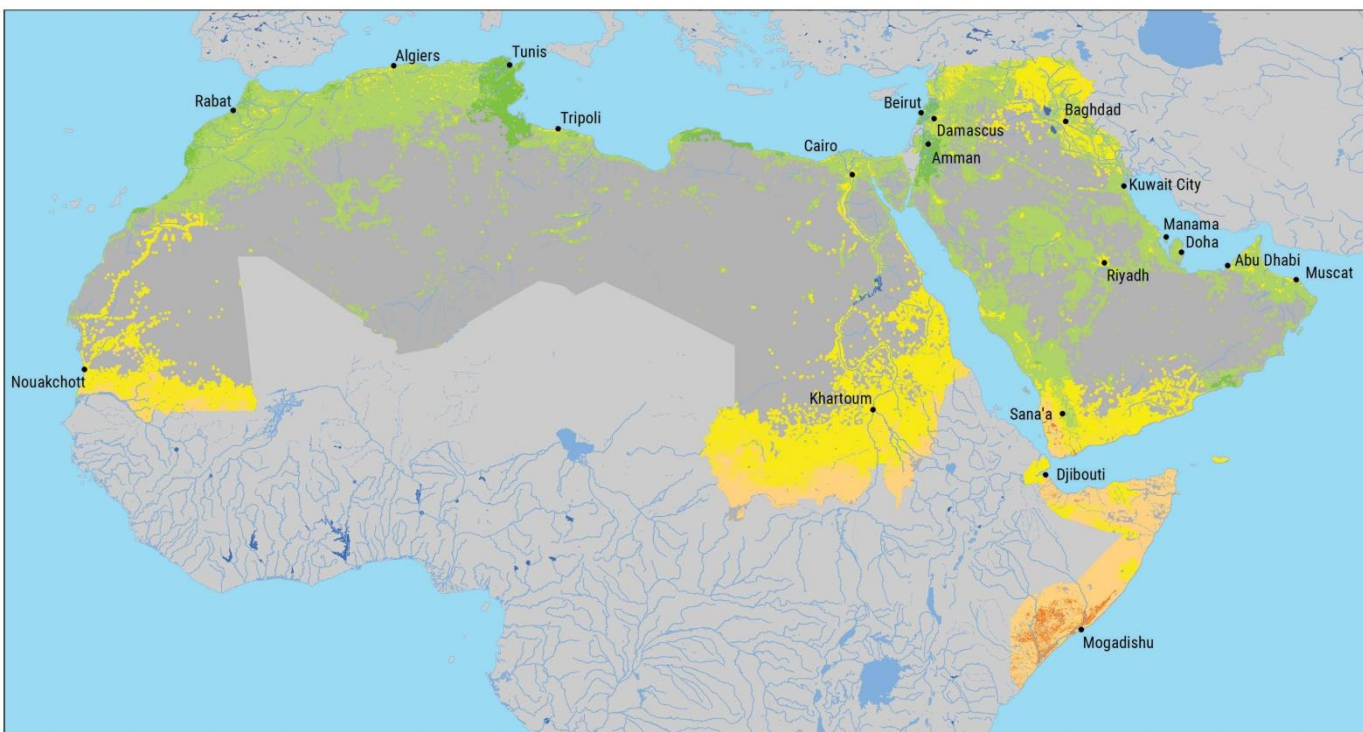 Algiers
Tunis
Rabat
Tripoli
Beirut
Damascus
Baghdad
Cairo
Amman
Kuwait City
Manama
Doha
Abu Dhabi
Riyadh
Muscat
Nouakchott
Khartoum
Sana'a
Djibouti
Mogadishu